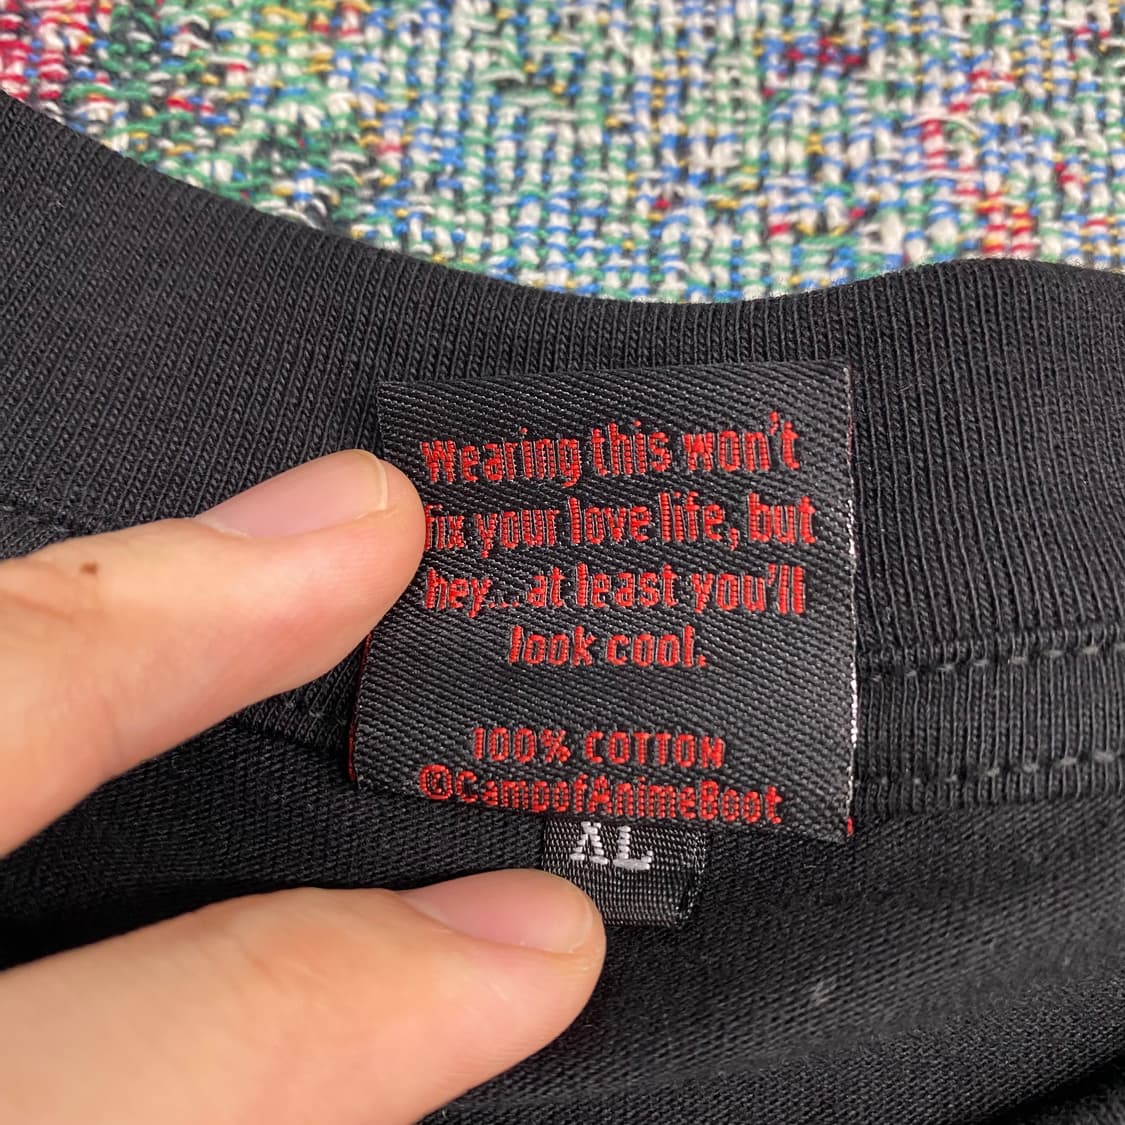 Wearing this won't
fix your love life, but
hey...at least you'll
look cool.
100% COTTON
@CampofAnimeBoot
XL